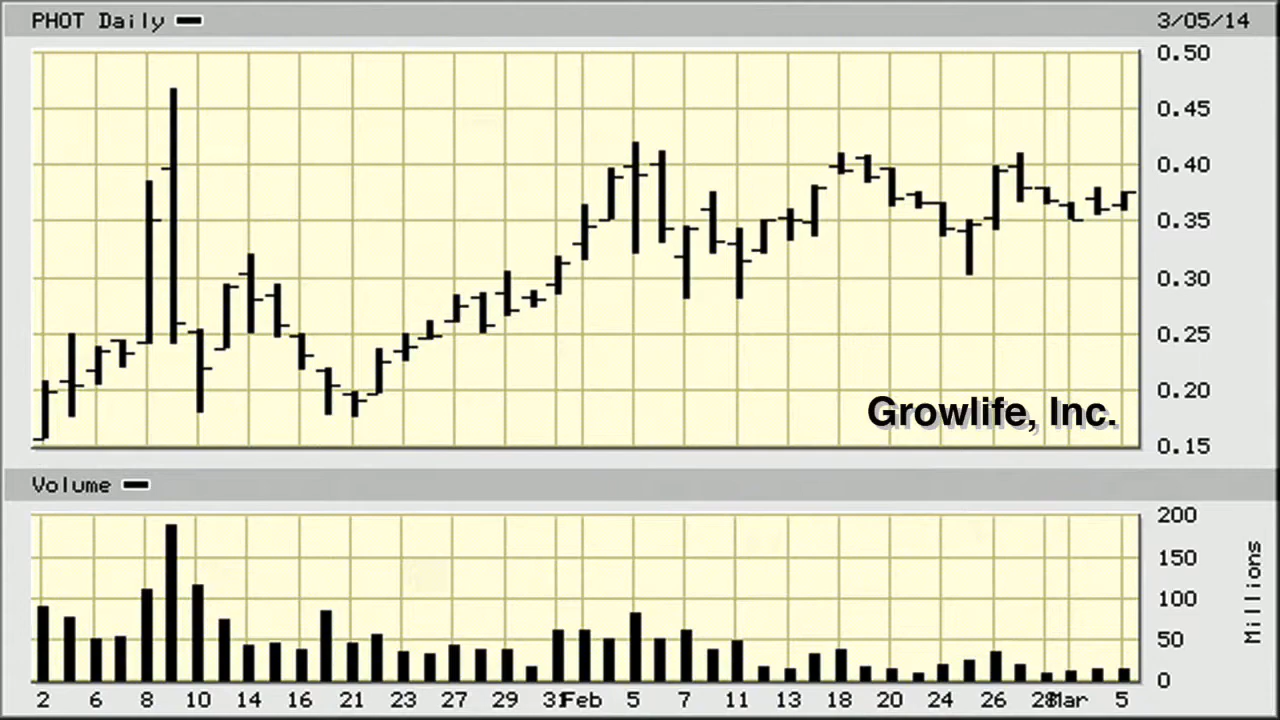 PHOT Daily 3/05/14
0.50
0.45
0.40
0.35
0.30
0.25
0.20
Growlife, Inc.
0.15
Volume
200
150
100
50
0
Millions
2 6 8 10 14 16 21 23 27 29 31 Feb 5 7 11 13 18 20 24 26 28 Mar 5